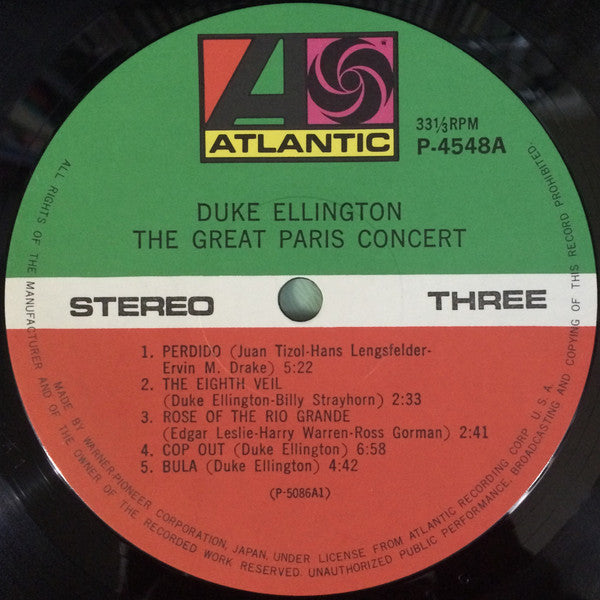 ATLANTIC
33⅓RPM
P-4548A
DUKE ELLINGTON
THE GREAT PARIS CONCERT
STEREO
THREE
1. PERDIDO (Juan Tizol-Hans Lengsfelder-
Ervin M. Drake) 5:22
2. THE EIGHTH VEIL
(Duke Ellington-Billy Strayhorn) 2:33
3. ROSE OF THE RIO GRANDE
(Edgar Leslie-Harry Warren-Ross Gorman) 2:41
4. COP OUT (Duke Ellington) 6:58
5. BULA (Duke Ellington) 4:42
(P-5086A1)
MADE BY WARNER-PIONEER CORPORATION, JAPAN, UNDER LICENSE FROM ATLANTIC RECORDING CORP. U.S.A.
ALL RIGHTS OF THE MANUFACTURER AND OF THE OWNER OF THE RECORDED WORK RESERVED. UNAUTHORIZED PUBLIC PERFORMANCE, BROADCASTING AND COPYING OF THIS RECORD PROHIBITED.